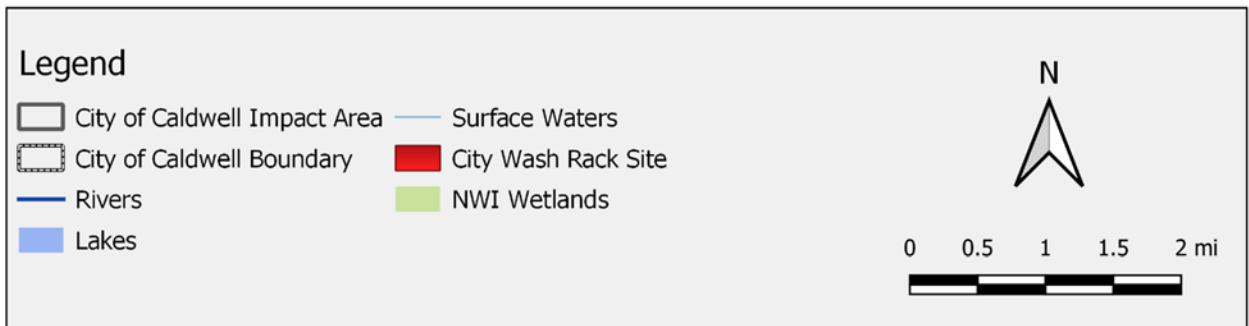 Legend
City of Caldwell Impact Area
City of Caldwell Boundary
Rivers
Lakes
Surface Waters
City Wash Rack Site
NWI Wetlands
N
0 0.5 1 1.5 2 mi